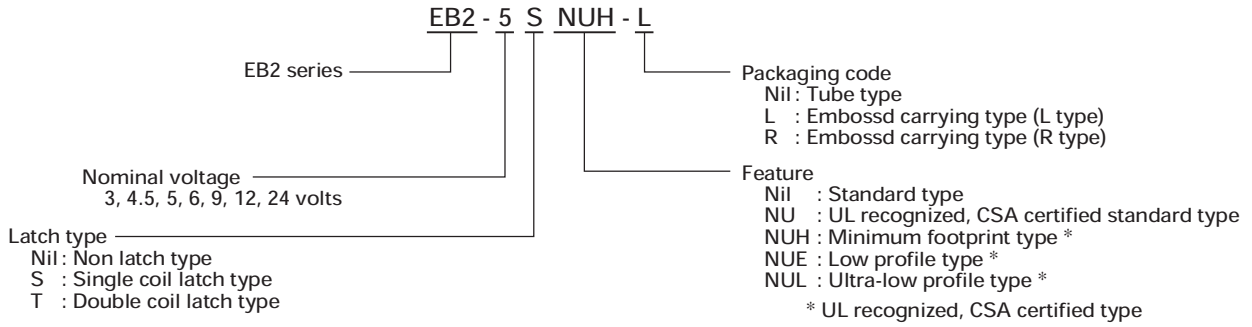 EB2 - 5 S NUH - L
EB2 series
Packaging code
Nil : Tube type
L : Embossd carrying type (L type)
R : Embossd carrying type (R type)
Feature
Nil : Standard type
NU : UL recognized, CSA certified standard type
NUH : Minimum footprint type *
NUE : Low profile type *
NUL : Ultra-low profile type *
* UL recognized, CSA certified type
Nominal voltage
3, 4.5, 5, 6, 9, 12, 24 volts
Latch type
Nil : Non latch type
S : Single coil latch type
T : Double coil latch type